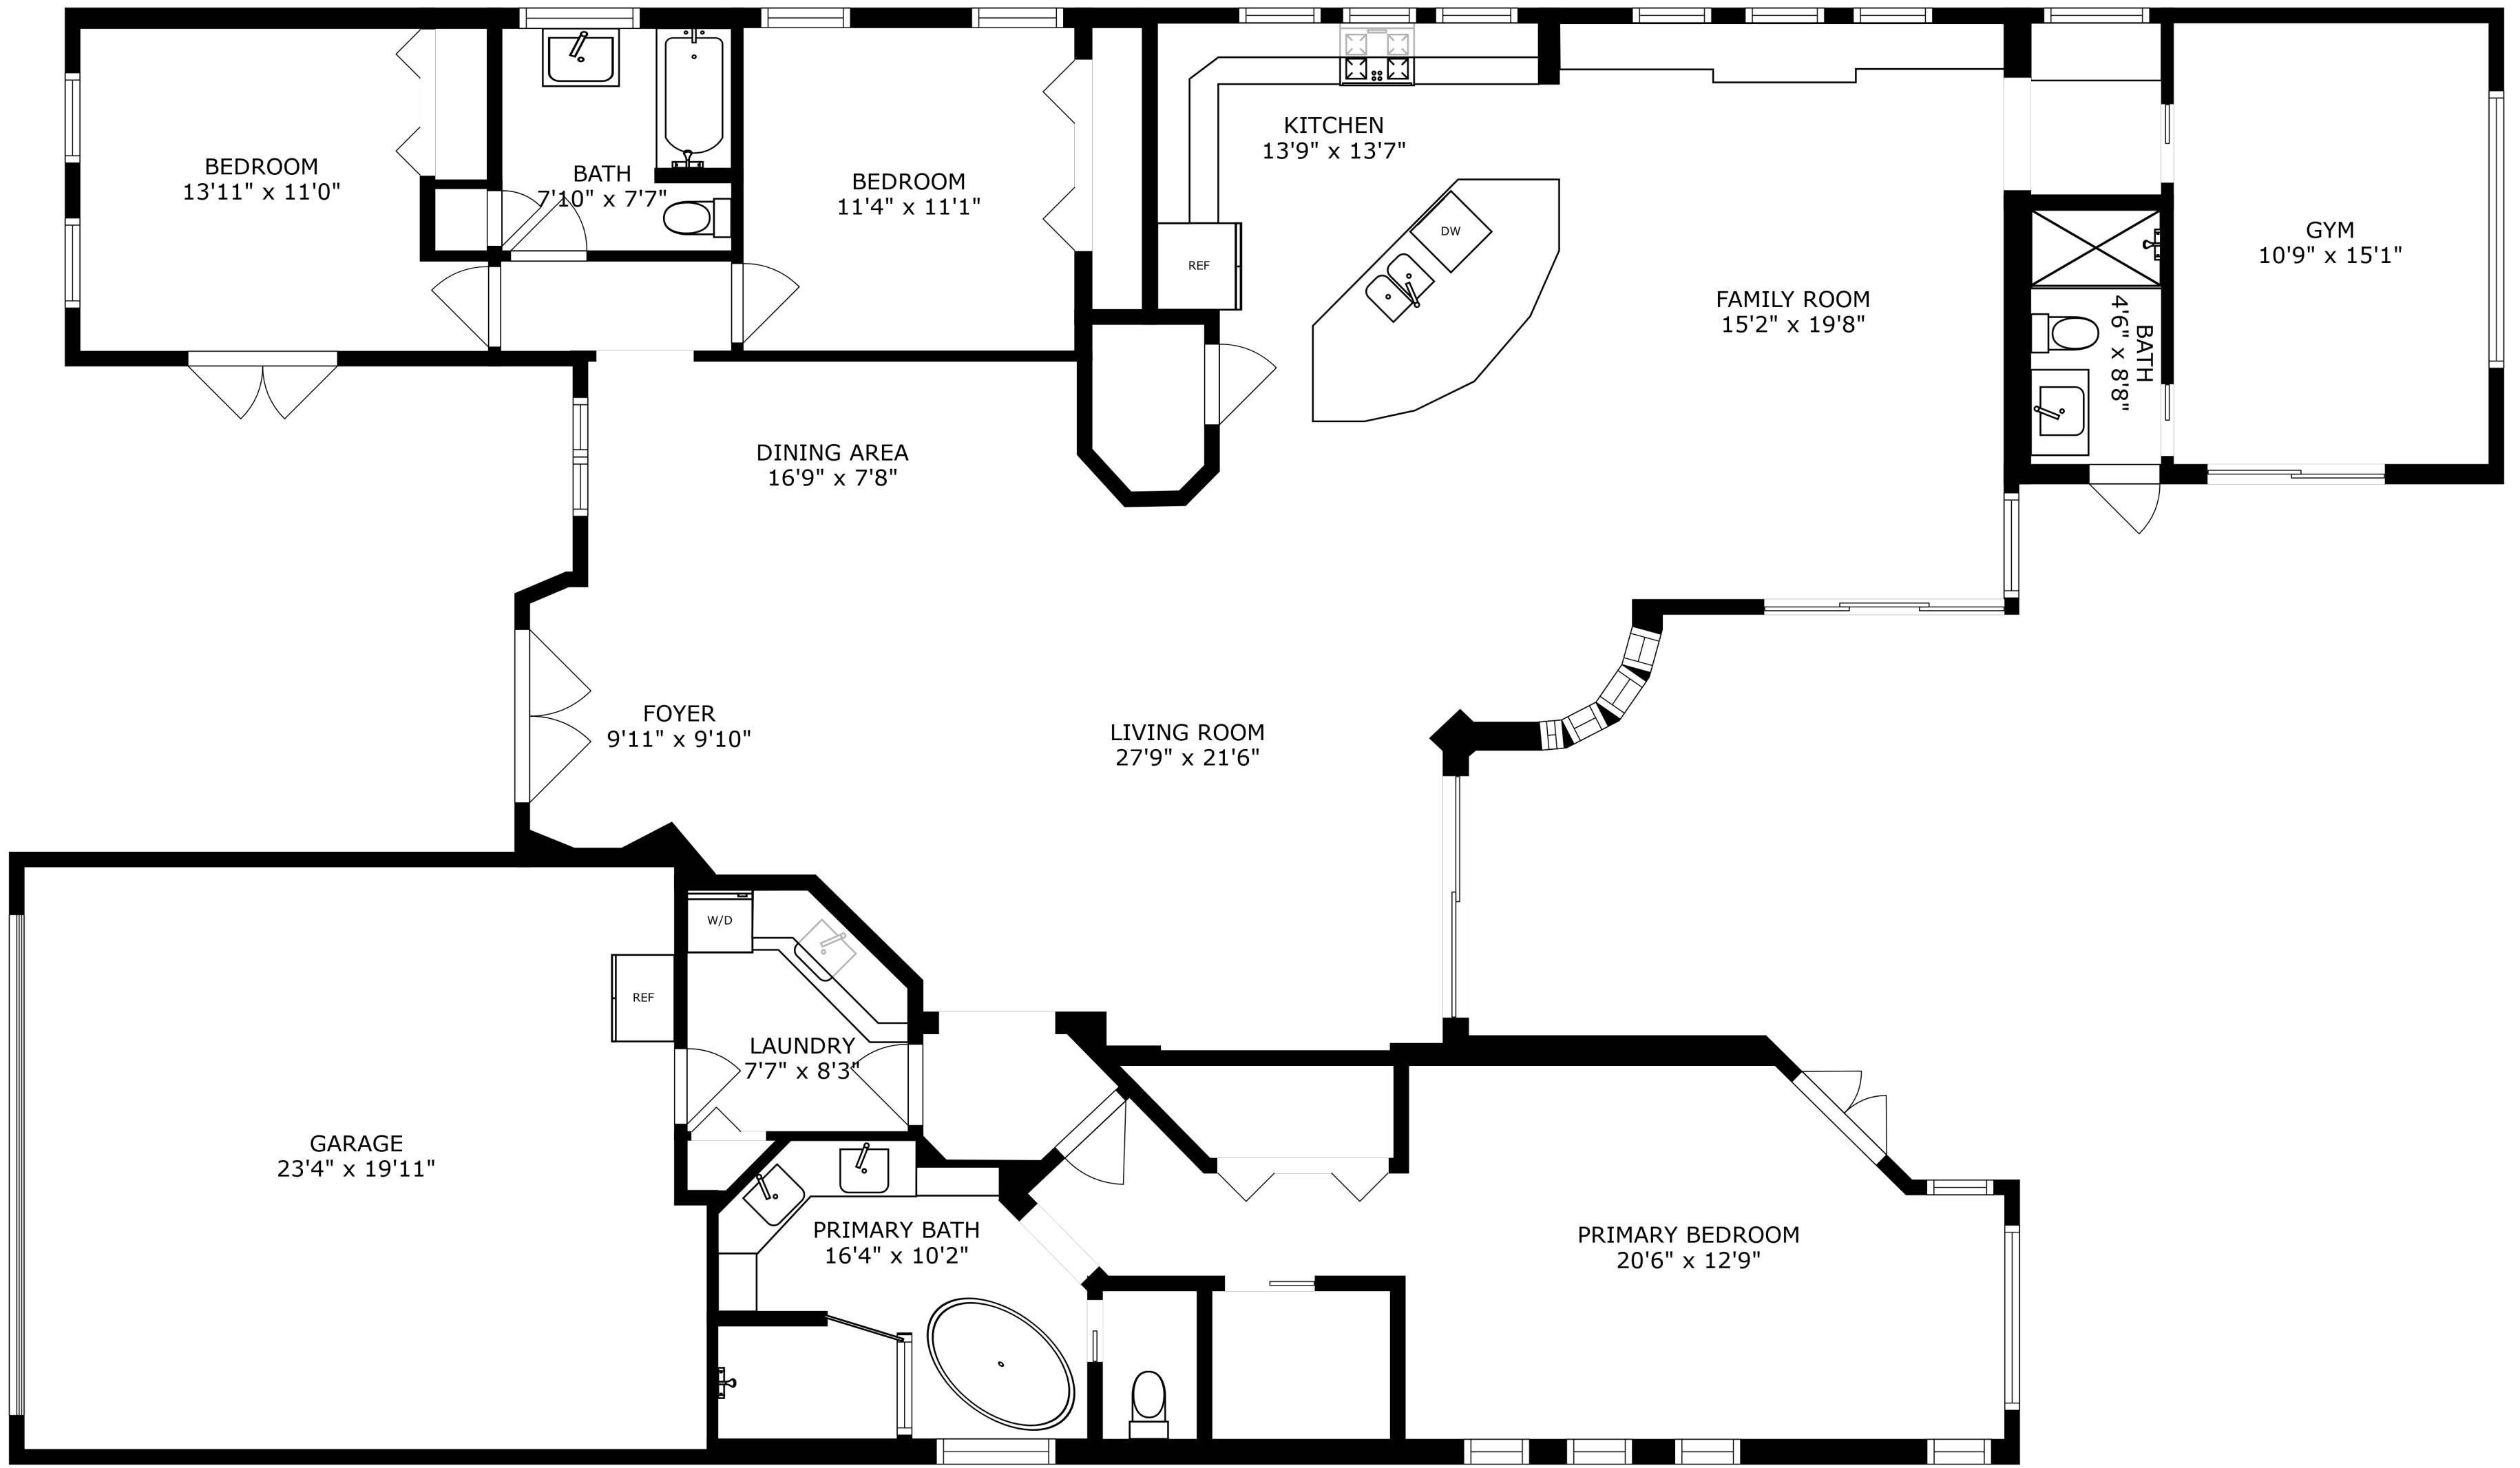 BEDROOM
13'11" x 11'0"
BATH
7'10" x 7'7"
BEDROOM
11'4" x 11'1"
KITCHEN
13'9" x 13'7"
DW
REF
FAMILY ROOM
15'2" x 19'8"
GYM
10'9" x 15'1"
BATH
4'6" x 8'8"
DINING AREA
16'9" x 7'8"
FOYER
9'11" x 9'10"
LIVING ROOM
27'9" x 21'6"
W/D
REF
LAUNDRY
7'7" x 8'3"
GARAGE
23'4" x 19'11"
PRIMARY BATH
16'4" x 10'2"
PRIMARY BEDROOM
20'6" x 12'9"